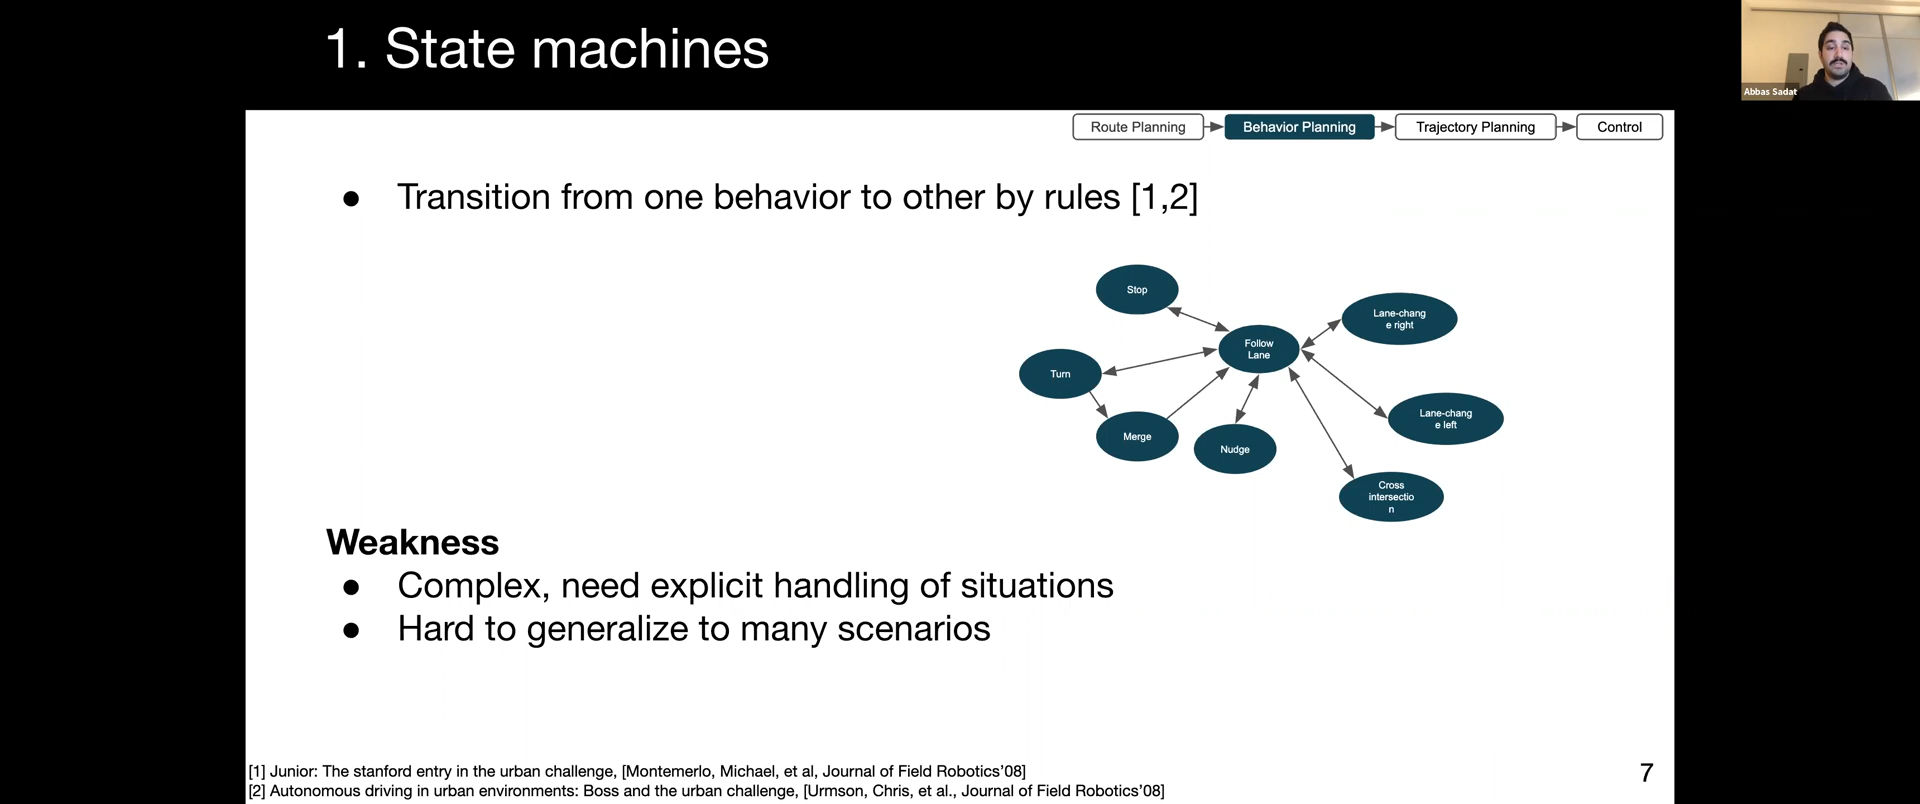 1. State machines
Abbas Sadat
Route Planning
Behavior Planning
Trajectory Planning
Control
● Transition from one behavior to other by rules [1,2]
Stop
Lane-chang
e right
Follow
Lane
Turn
Lane-chang
e left
Merge
Nudge
Cross
intersectio
n
Weakness
● Complex, need explicit handling of situations
● Hard to generalize to many scenarios
[1] Junior: The stanford entry in the urban challenge, [Montemerlo, Michael, et al, Journal of Field Robotics’08]
[2] Autonomous driving in urban environments: Boss and the urban challenge, [Urmson, Chris, et al., Journal of Field Robotics’08]
7